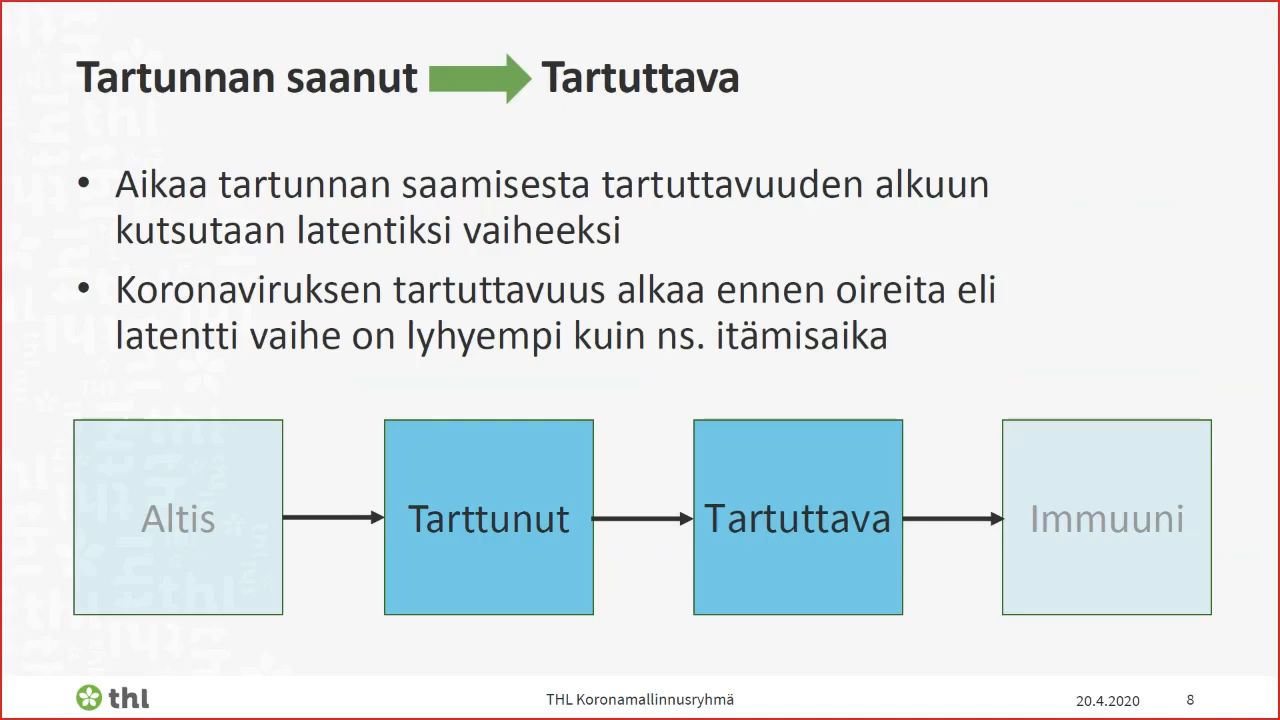 Tartunnan saanut Tartuttava
• Aikaa tartunnan saamisesta tartuttavuuden alkuun
kutsutaan latentiksi vaiheeksi
• Koronaviruksen tartuttavuus alkaa ennen oireita eli
latentti vaihe on lyhyempi kuin ns. itämisaika
Altis Tarttunut Tartuttava Immuuni
thl THL Koronamallinnusryhmä 20.4.2020 8